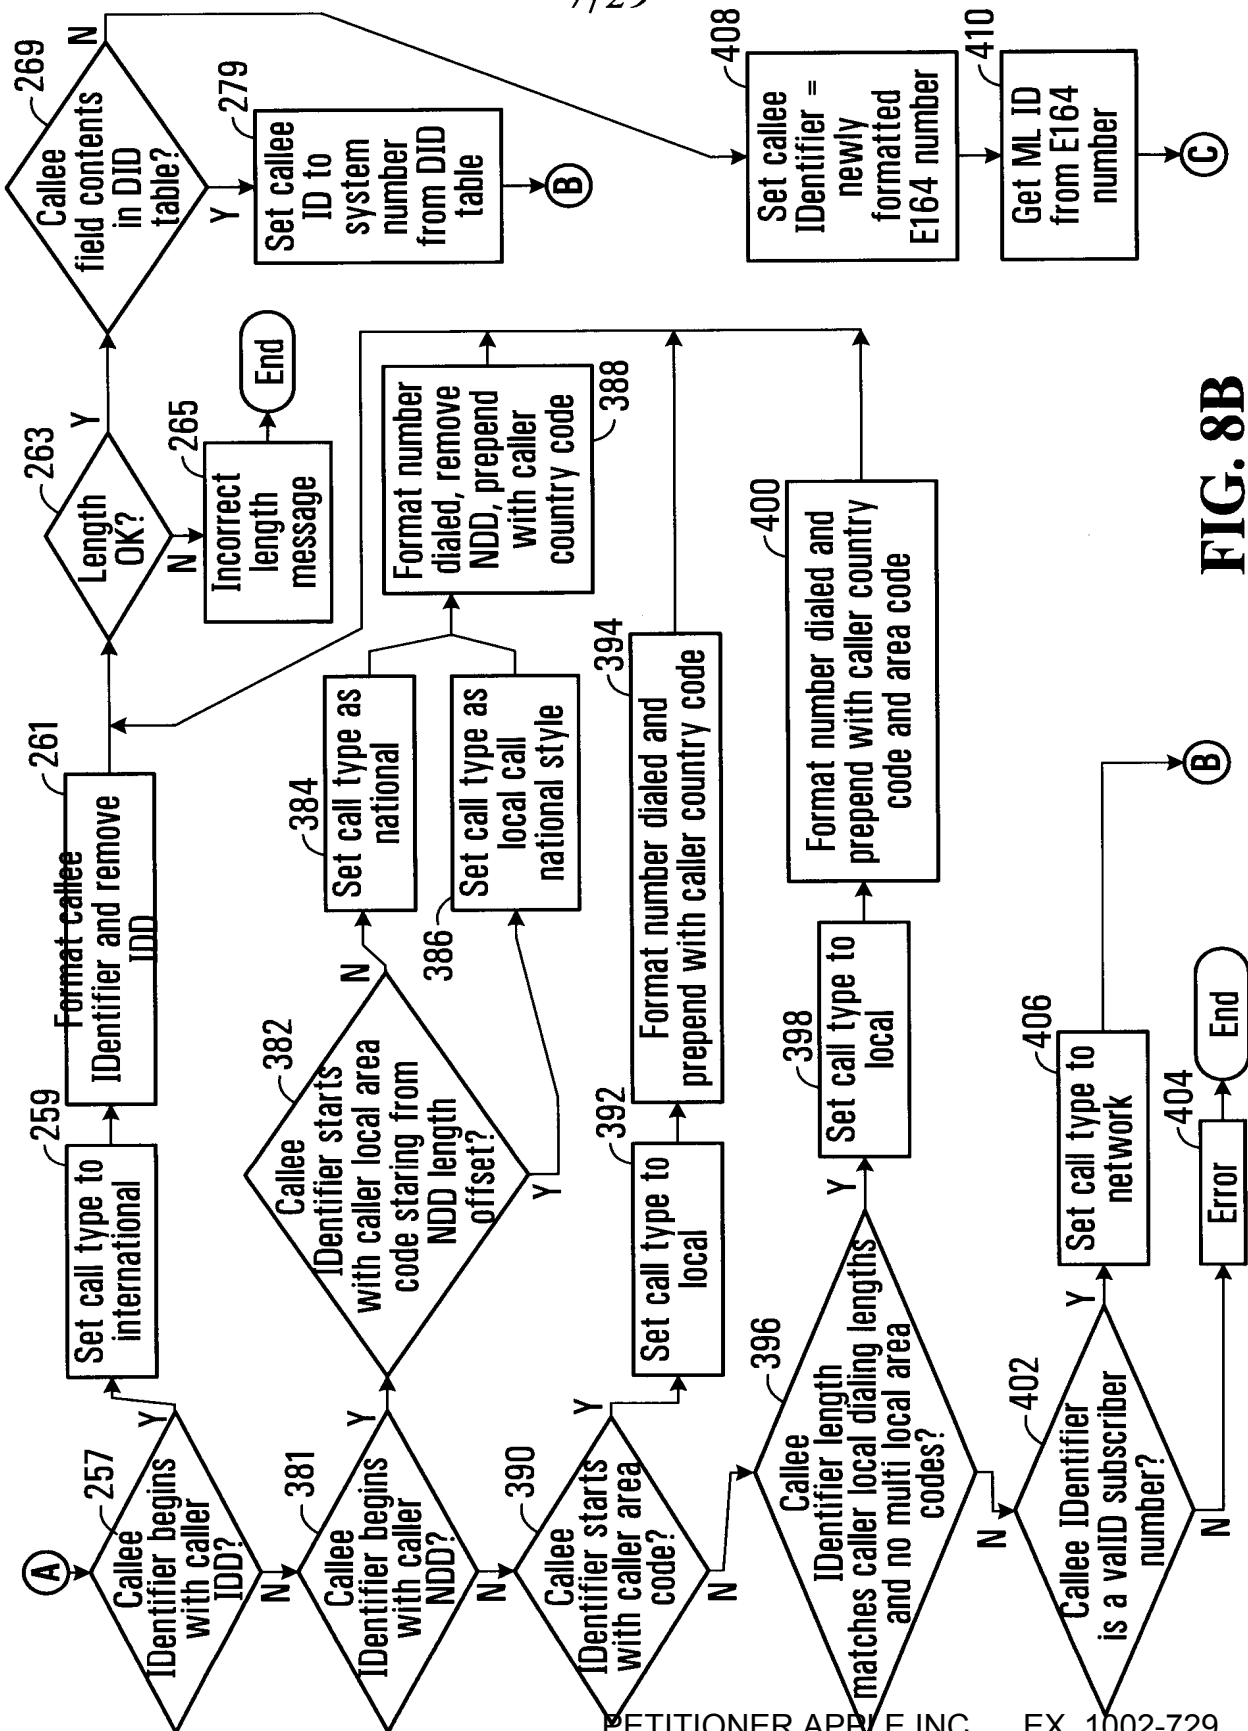 A
257
Callee
IDentifier begins
with caller
IDD?
Y
N
259
Set call type to
international
261
Format callee
IDentifier and remove
IDD
263
Length
OK?
Y
N
265
Incorrect
length
message
End
269
Callee
field contents
in DID
table?
N
Y
279
Set callee
ID to
system
number
from DID
table
B
381
Callee
IDentifier begins
with caller
NDD?
Y
N
382
Callee
IDentifier starts
with caller local area
code staring from
NDD length
offset?
N
Y
384
Set call type as
national
386
Set call type as
local call
national style
Format number
dialed, remove
NDD, prepend
with caller
country code
388
390
Callee
IDentifier starts
with caller area
code?
Y
N
392
Set call type to
local
394
Format number dialed and
prepend with caller country code
396
Callee
IDentifier length
matches caller local dialing lengths
and no multi local area
codes?
Y
N
398
Set call type to
local
400
Format number dialed and
prepend with caller country
code and area code
402
Callee IDentifier
is a valID subscriber
number?
Y
N
406
Set call type to
network
B
404
Error
End
408
Set callee
IDentifier =
newly
formatted
E164 number
410
Get ML ID
from E164
number
C
FIG. 8B
PETITIONER APPLE INC. EX. 1002-729